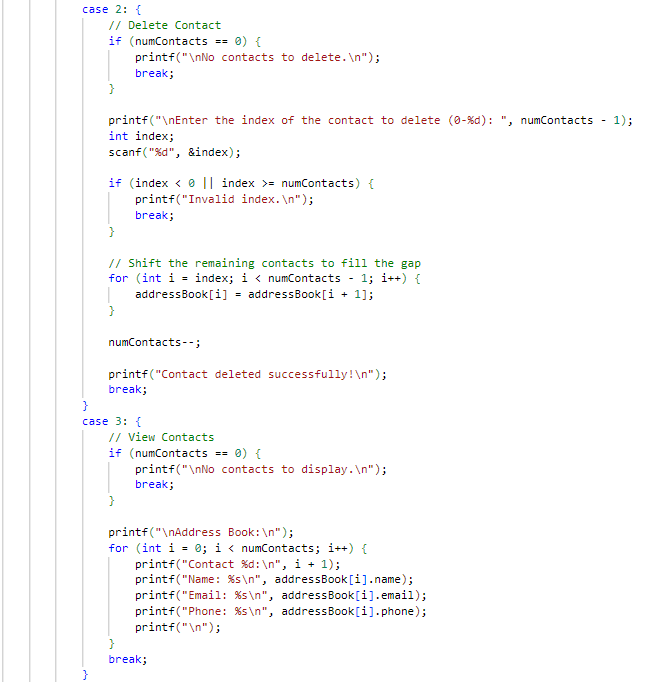 case 2: {
// Delete Contact
if (numContacts == 0) {
printf("\nNo contacts to delete.\n");
break;
}
printf("\nEnter the index of the contact to delete (0-%d): ", numContacts - 1);
int index;
scanf("%d", &index);
if (index < 0 || index >= numContacts) {
printf("Invalid index.\n");
break;
}
// Shift the remaining contacts to fill the gap
for (int i = index; i < numContacts - 1; i++) {
addressBook[i] = addressBook[i + 1];
}
numContacts--;
printf("Contact deleted successfully!\n");
break;
}
case 3: {
// View Contacts
if (numContacts == 0) {
printf("\nNo contacts to display.\n");
break;
}
printf("\nAddress Book:\n");
for (int i = 0; i < numContacts; i++) {
printf("Contact %d:\n", i + 1);
printf("Name: %s\n", addressBook[i].name);
printf("Email: %s\n", addressBook[i].email);
printf("Phone: %s\n", addressBook[i].phone);
printf("\n");
}
break;
}